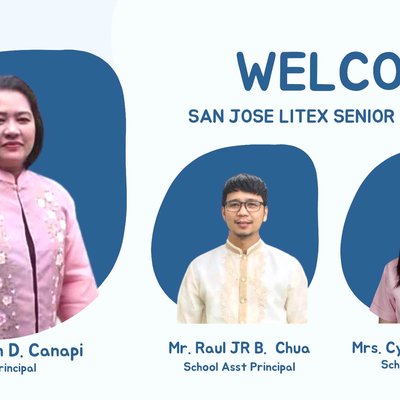 WELCO
SAN JOSE LITEX SENIOR
n D. Canapi
rincipal
Mr. Raul JR B. Chua
School Asst Principal
Mrs. Cy
Sch